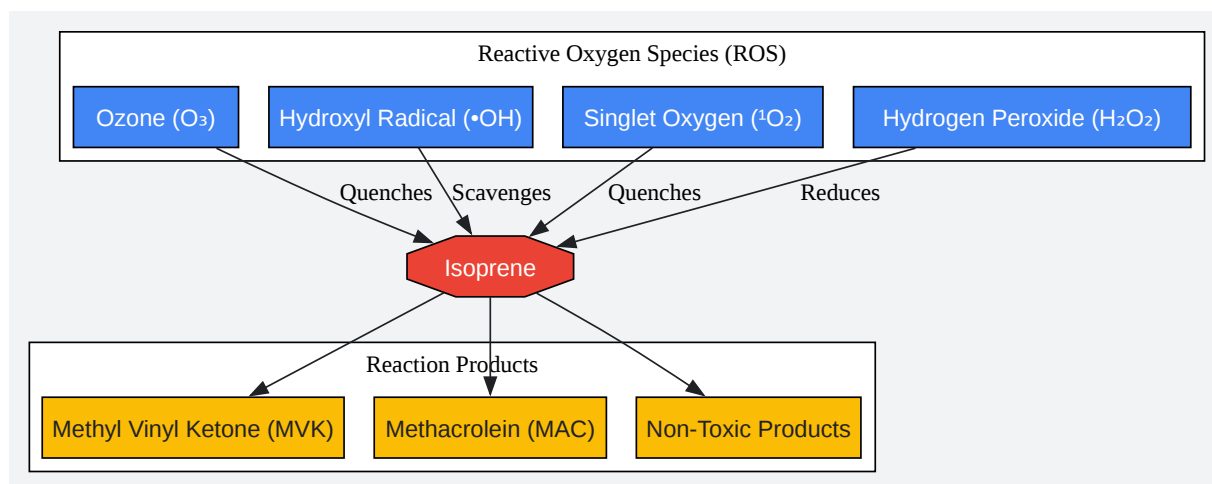 Reactive Oxygen Species (ROS)
Ozone (O₃)
Hydroxyl Radical (•OH)
Singlet Oxygen (¹O₂)
Hydrogen Peroxide (H₂O₂)
Quenches
Scavenges
Quenches
Reduces
Isoprene
Reaction Products
Methyl Vinyl Ketone (MVK)
Methacrolein (MAC)
Non-Toxic Products